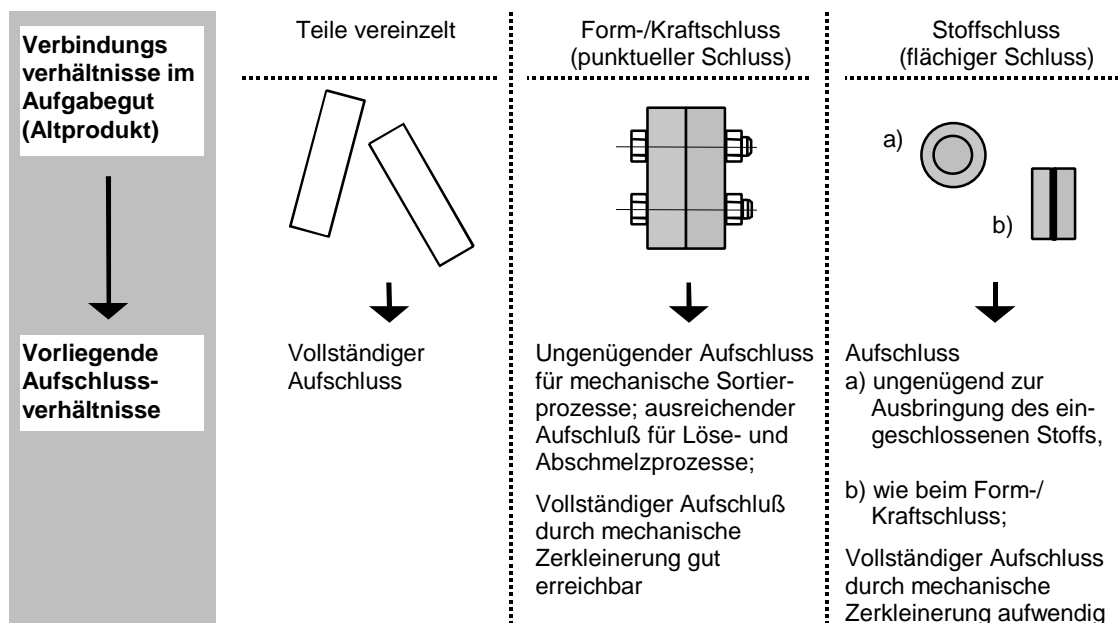 Verbindungs
verhältnisse im
Aufgabegut
(Altprodukt)
Vorliegende
Aufschluss-
verhältnisse
Teile vereinzelt
Vollständiger
Aufschluss
Form-/Kraftschluss
(punktueller Schluss)
Ungenügender Aufschluss
für mechanische Sortier-
prozesse; ausreichender
Aufschluß für Löse- und
Abschmelzprozesse;
Vollständiger Aufschluß
durch mechanische
Zerkleinerung gut
erreichbar
Stoffschluss
(flächiger Schluss)
a)
b)
Aufschluss
a) ungenügend zur
Ausbringung des ein-
geschlossenen Stoffs,
b) wie beim Form-/
Kraftschluss;
Vollständiger Aufschluss
durch mechanische
Zerkleinerung aufwendig